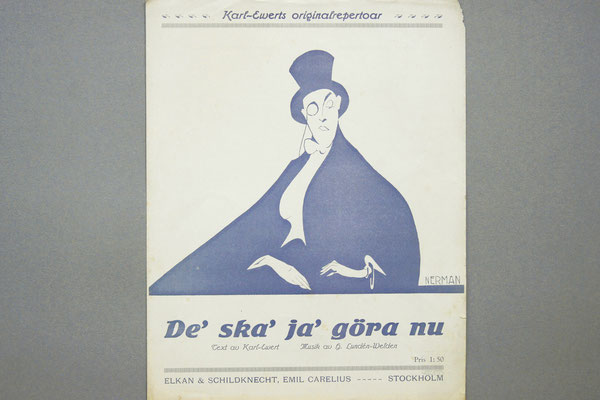 Karl-Ewerts originalrepertoar
NERMAN
De' ska' ja' göra nu
Text av Karl-Ewert Musik av G. Lundén-Welden
Pris 1: 50
ELKAN & SCHILDKNECHT, EMIL CARELIUS ----- STOCKHOLM